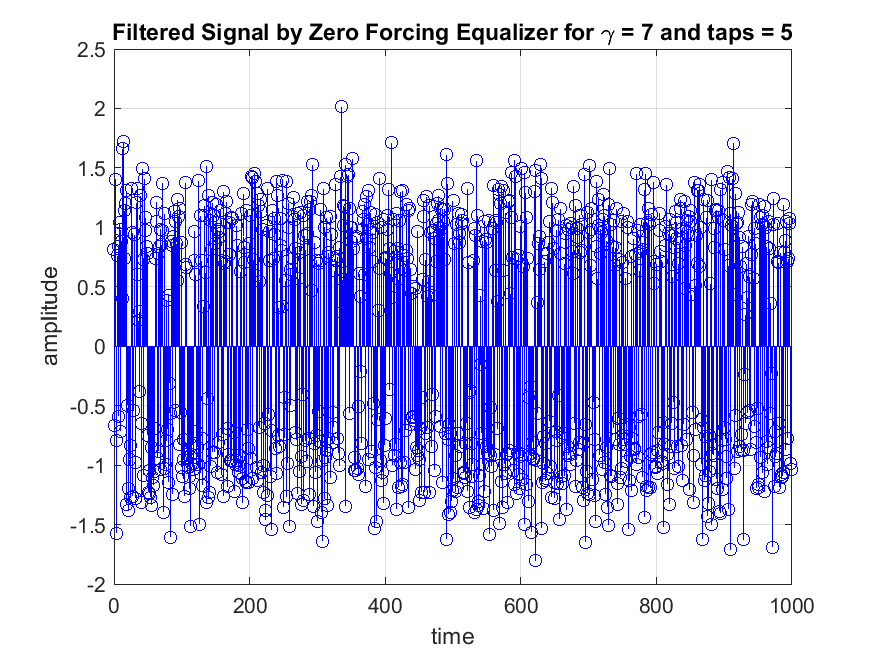 Filtered Signal by Zero Forcing Equalizer for γ = 7 and taps = 5
2.5
2
1.5
1
0.5
0
-0.5
-1
-1.5
-2
amplitude
0 200 400 600 800 1000
time